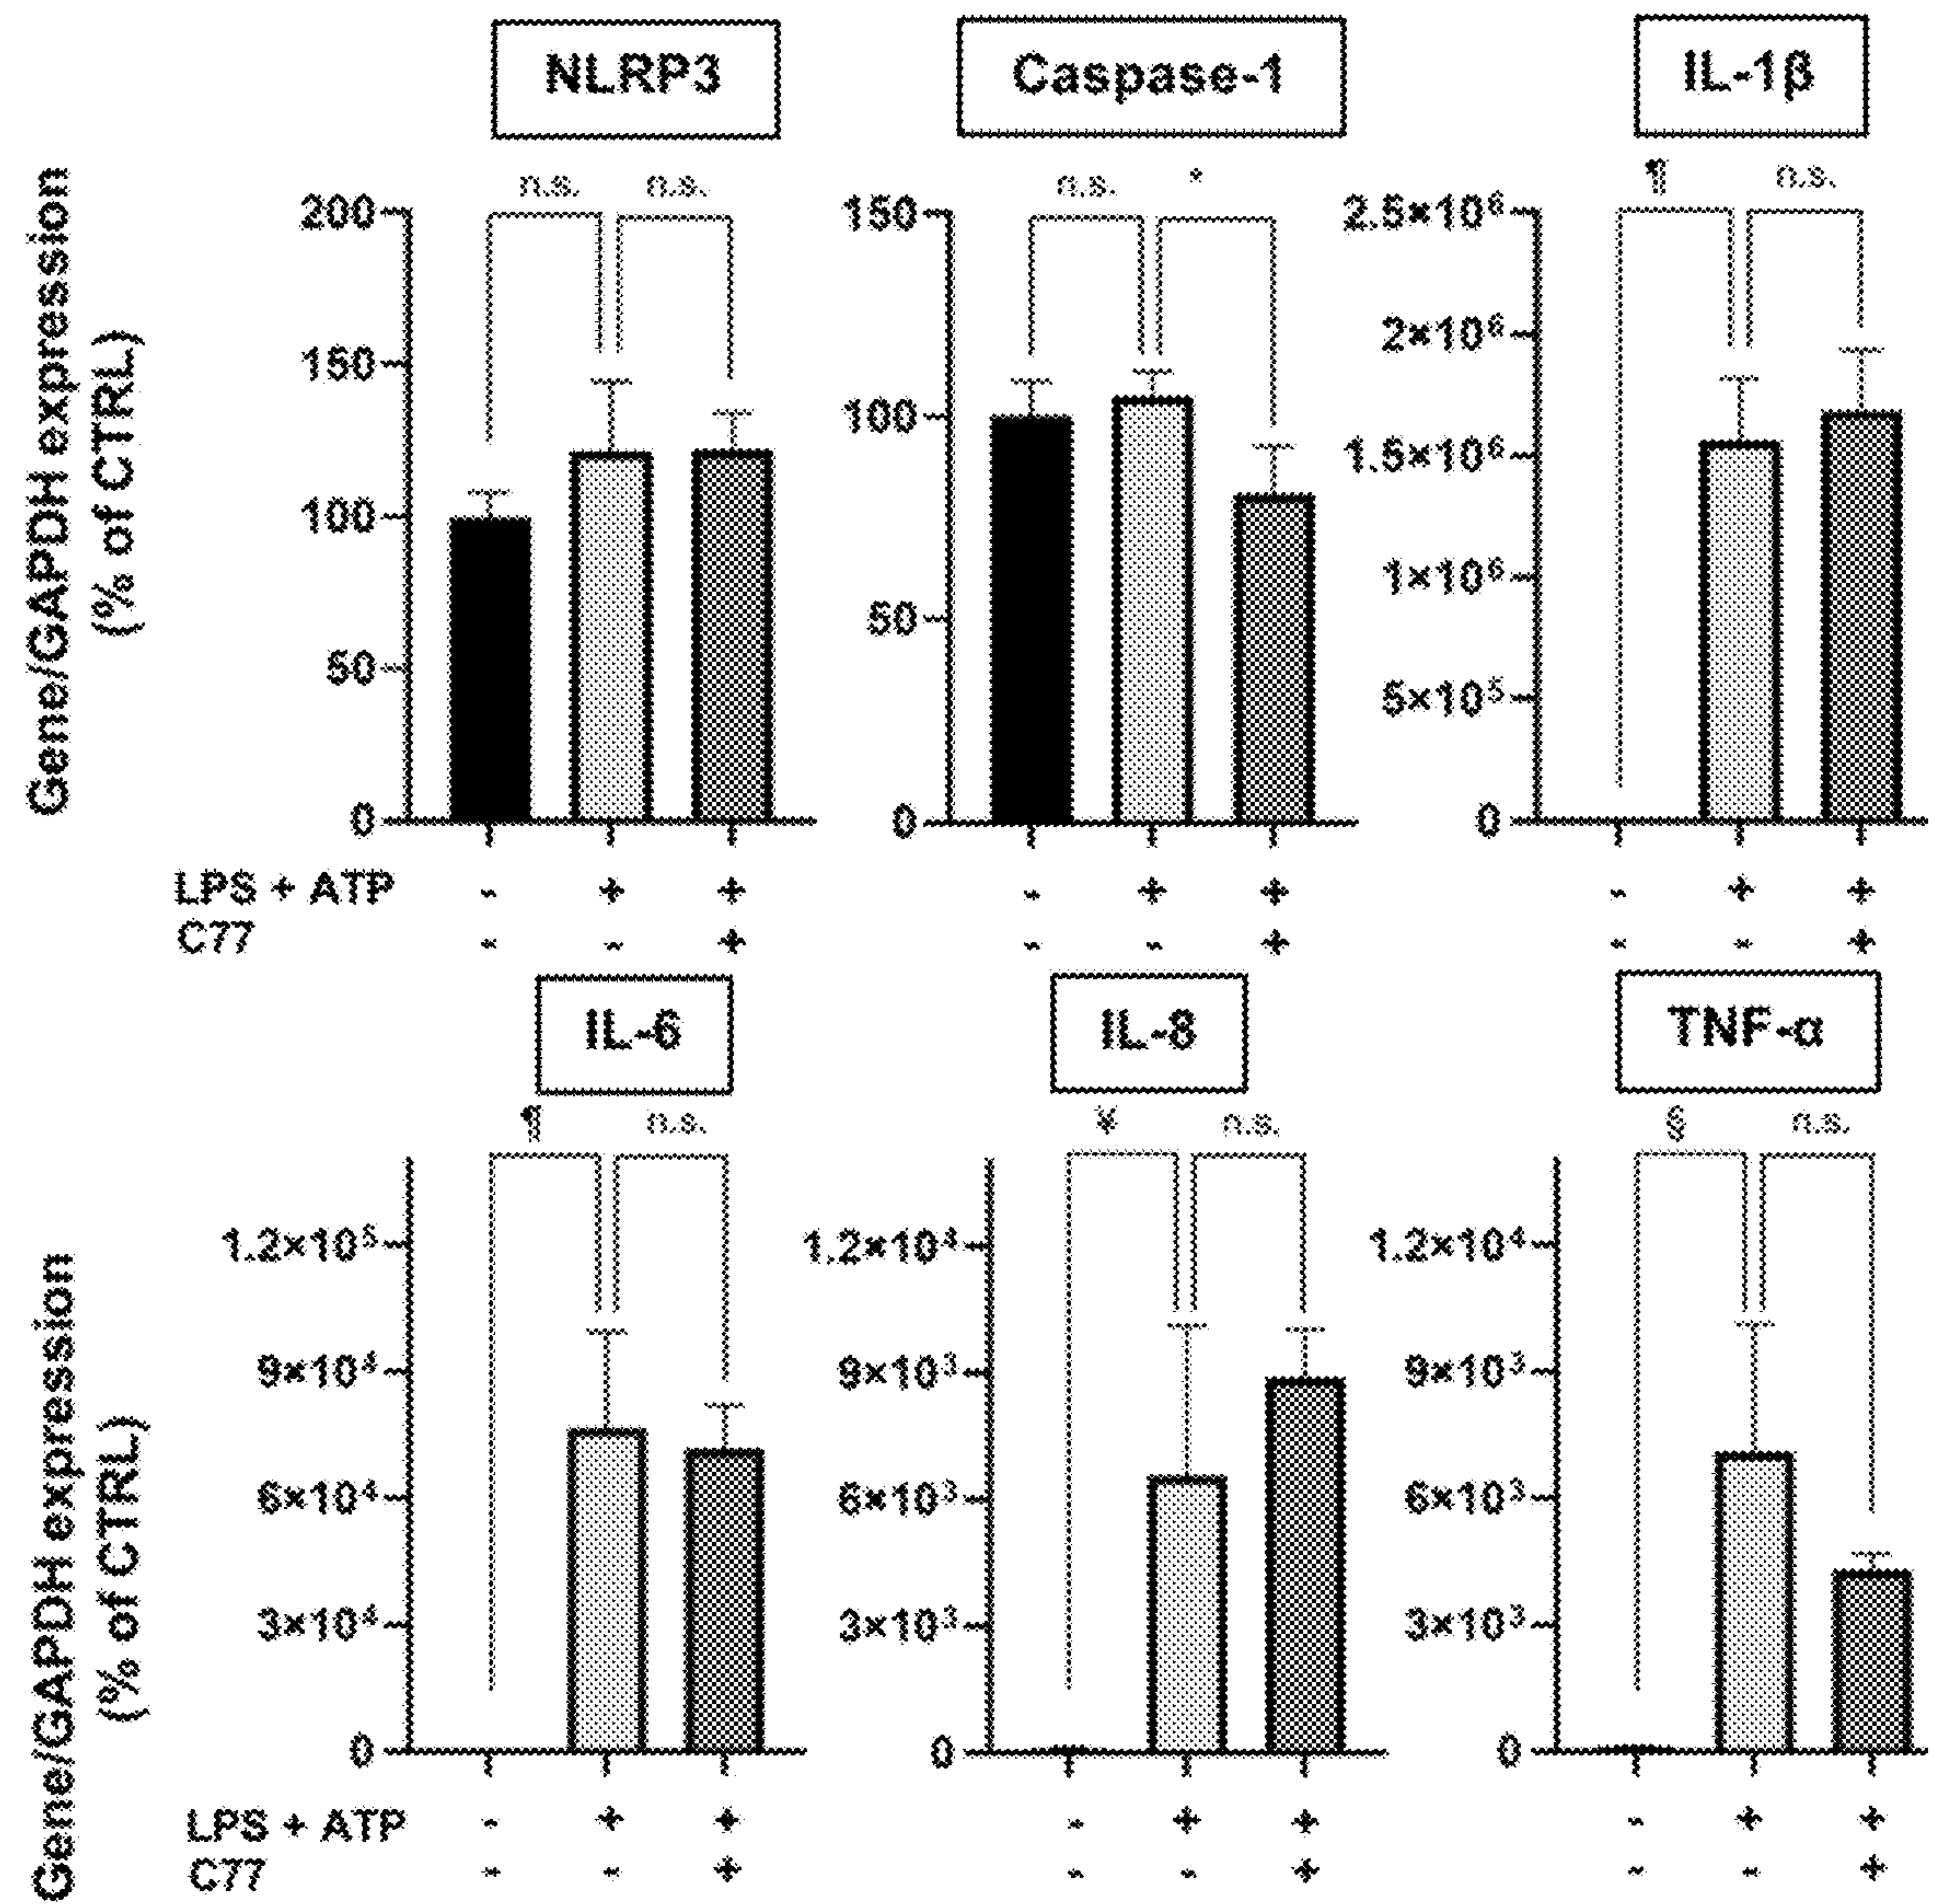 NLRP3 Caspase-1 IL-1β
n.s. n.s. n.s. * ¶ n.s.
Gene/GAPDH expression
(% of CTRL)
200
150
100
50
0
150
100
50
0
2.5×10⁶
2×10⁶
1.5×10⁶
1×10⁶
5×10⁵
0
LPS + ATP - + + - + + - + +
C77 - - + - - + - - +
IL-6 IL-8 TNF-α
¶ n.s. ¥ n.s. § n.s.
Gene/GAPDH expression
(% of CTRL)
1.2×10⁵
9×10⁴
6×10⁴
3×10⁴
0
1.2×10⁴
9×10³
6×10³
3×10³
0
1.2×10⁴
9×10³
6×10³
3×10³
0
LPS + ATP - + + - + + - + +
C77 - - + - - + - - +